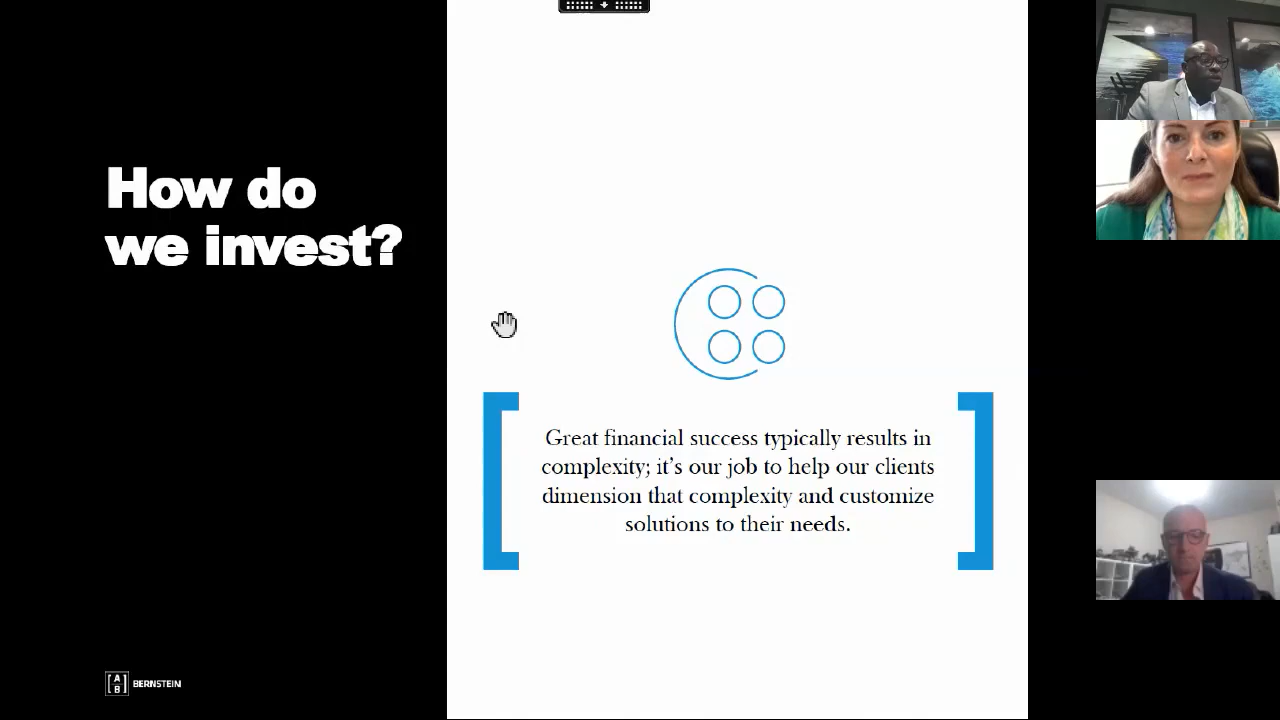 How do
we invest?
Great financial success typically results in
complexity; it's our job to help our clients
dimension that complexity and customize
solutions to their needs.
[A
B] BERNSTEIN